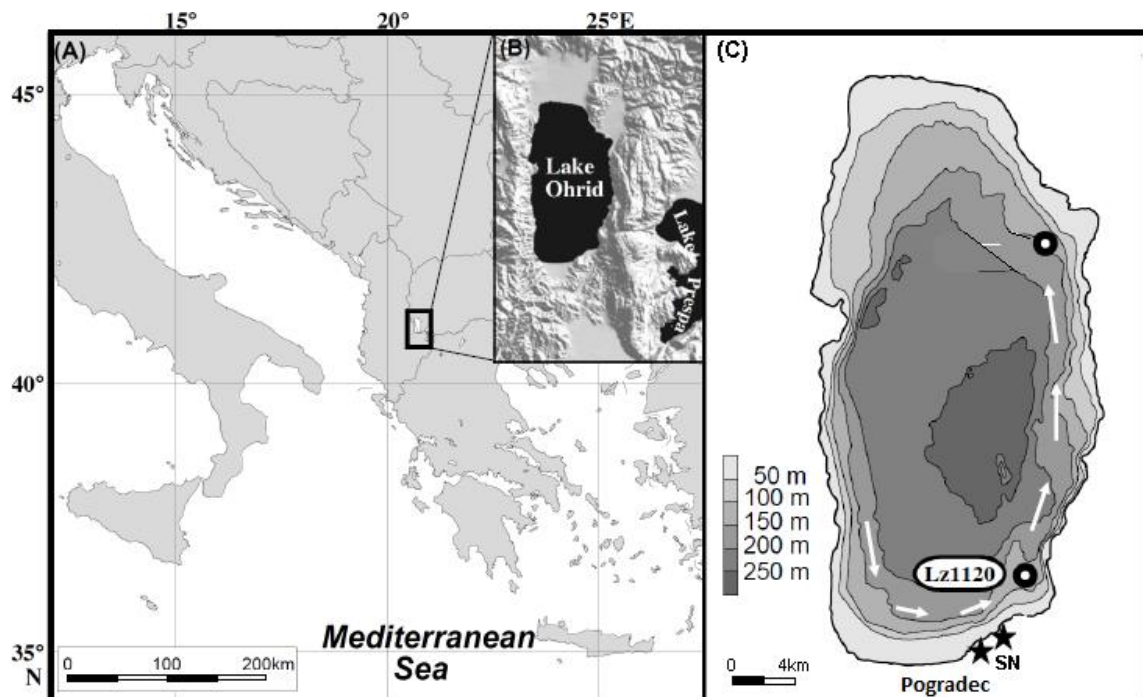 15°
20°
25°E
(A)
(B)
(C)
45°
40°
35°
N
Lake
Ohrid
Lake
Prespa
Mediterranean
Sea
0 100 200km
50 m
100 m
150 m
200 m
250 m
Lz1120
SN
0 4km
Pogradec